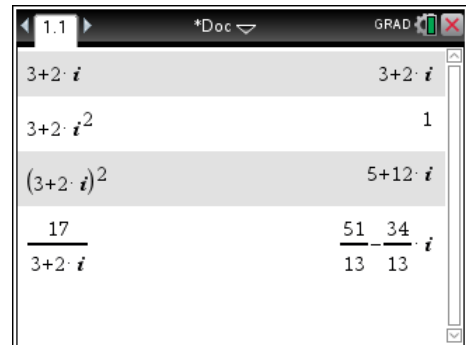 1.1 *Doc GRAD
3+2·i 3+2·i
3+2·i² 1
(3+2·i)² 5+12·i
17/(3+2·i) 51/13−34/13·i